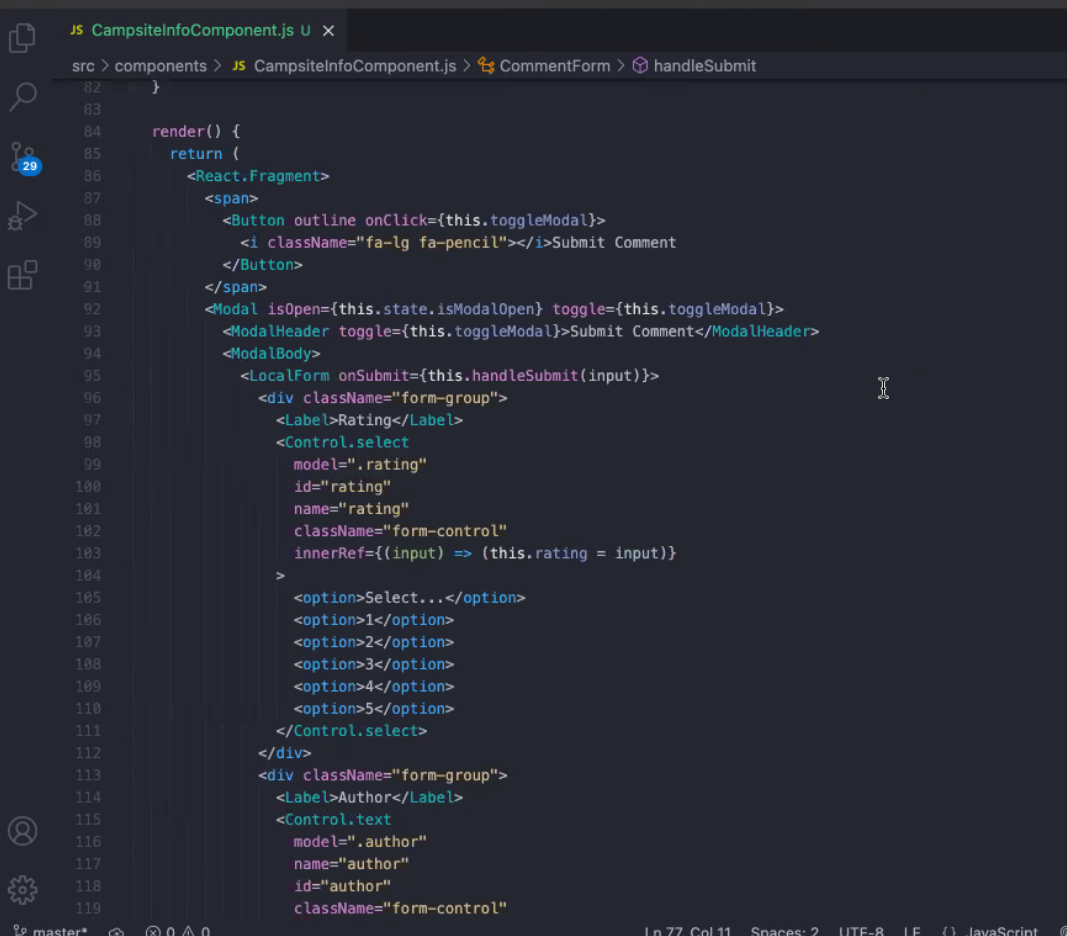 JS CampsiteInfoComponent.js U ×
src > components > JS CampsiteInfoComponent.js > CommentForm > handleSubmit
29
82 }
83
84 render() {
85 return (
86 <React.Fragment>
87 <span>
88 <Button outline onClick={this.toggleModal}>
89 <i className="fa-lg fa-pencil"></i>Submit Comment
90 </Button>
91 </span>
92 <Modal isOpen={this.state.isModalOpen} toggle={this.toggleModal}>
93 <ModalHeader toggle={this.toggleModal}>Submit Comment</ModalHeader>
94 <ModalBody>
95 <LocalForm onSubmit={this.handleSubmit(input)}>
96 <div className="form-group">
97 <Label>Rating</Label>
98 <Control.select
99 model=".rating"
100 id="rating"
101 name="rating"
102 className="form-control"
103 innerRef={(input) => (this.rating = input)}
104 >
105 <option>Select...</option>
106 <option>1</option>
107 <option>2</option>
108 <option>3</option>
109 <option>4</option>
110 <option>5</option>
111 </Control.select>
112 </div>
113 <div className="form-group">
114 <Label>Author</Label>
115 <Control.text
116 model=".author"
117 name="author"
118 id="author"
119 className="form-control"
master* 0 0 Ln 77, Col 11 Spaces: 2 UTF-8 LF {} JavaScript